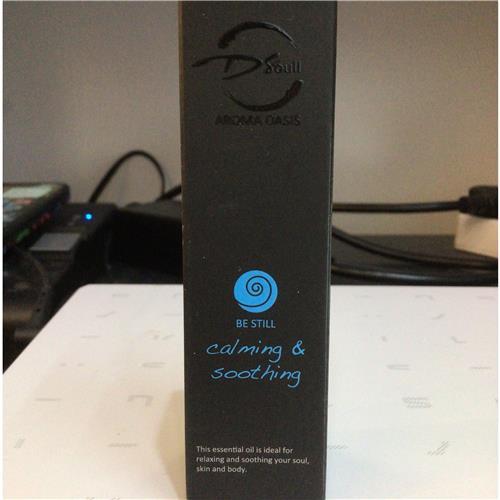 D'Soull
AROMA OASIS
BE STILL
calming &
soothing
This essential oil is ideal for
relaxing and soothing your soul,
skin and body.